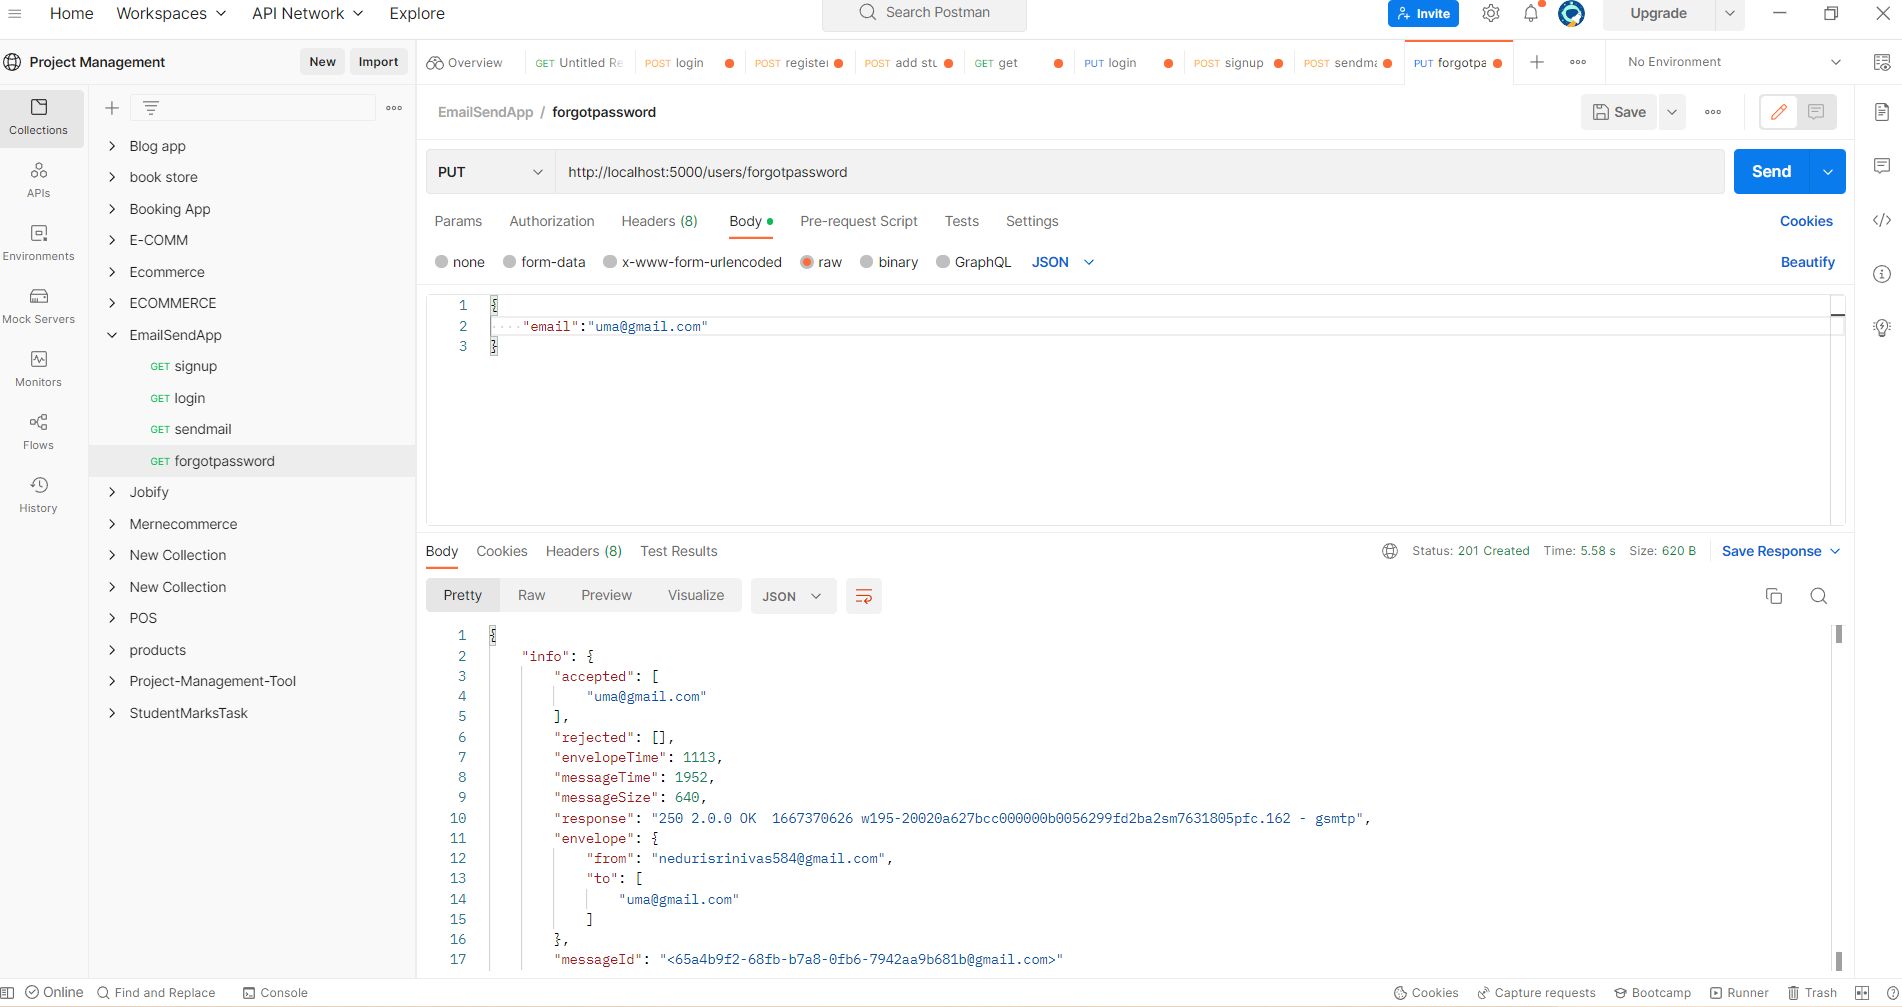 Home Workspaces API Network Explore Search Postman Invite Upgrade
Project Management New Import
Overview GET Untitled Re POST login POST register POST add stu GET get PUT login POST signup POST sendma PUT forgotpa No Environment
EmailSendApp / forgotpassword Save
PUT http://localhost:5000/users/forgotpassword Send
Params Authorization Headers (8) Body Pre-request Script Tests Settings Cookies
none form-data x-www-form-urlencoded raw binary GraphQL JSON Beautify
1 {
2 "email":"uma@gmail.com"
3 }
Collections
APIs
Environments
Mock Servers
Monitors
Flows
History
Blog app
book store
Booking App
E-COMM
Ecommerce
ECOMMERCE
EmailSendApp
GET signup
GET login
GET sendmail
GET forgotpassword
Jobify
Mernecommerce
New Collection
New Collection
POS
products
Project-Management-Tool
StudentMarksTask
Body Cookies Headers (8) Test Results Status: 201 Created Time: 5.58 s Size: 620 B Save Response
Pretty Raw Preview Visualize JSON
1 {
2 "info": {
3 "accepted": [
4 "uma@gmail.com"
5 ],
6 "rejected": [],
7 "envelopeTime": 1113,
8 "messageTime": 1952,
9 "messageSize": 640,
10 "response": "250 2.0.0 OK  1667370626 w195-20020a627bcc000000b0056299fd2ba2sm7631805pfc.162 - gsmtp",
11 "envelope": {
12 "from": "nedurisrinivas584@gmail.com",
13 "to": [
14 "uma@gmail.com"
15 ]
16 },
17 "messageId": "<65a4b9f2-68fb-b7a8-0fb6-7942aa9b681b@gmail.com>"
Online Find and Replace Console Cookies Capture requests Bootcamp Runner Trash